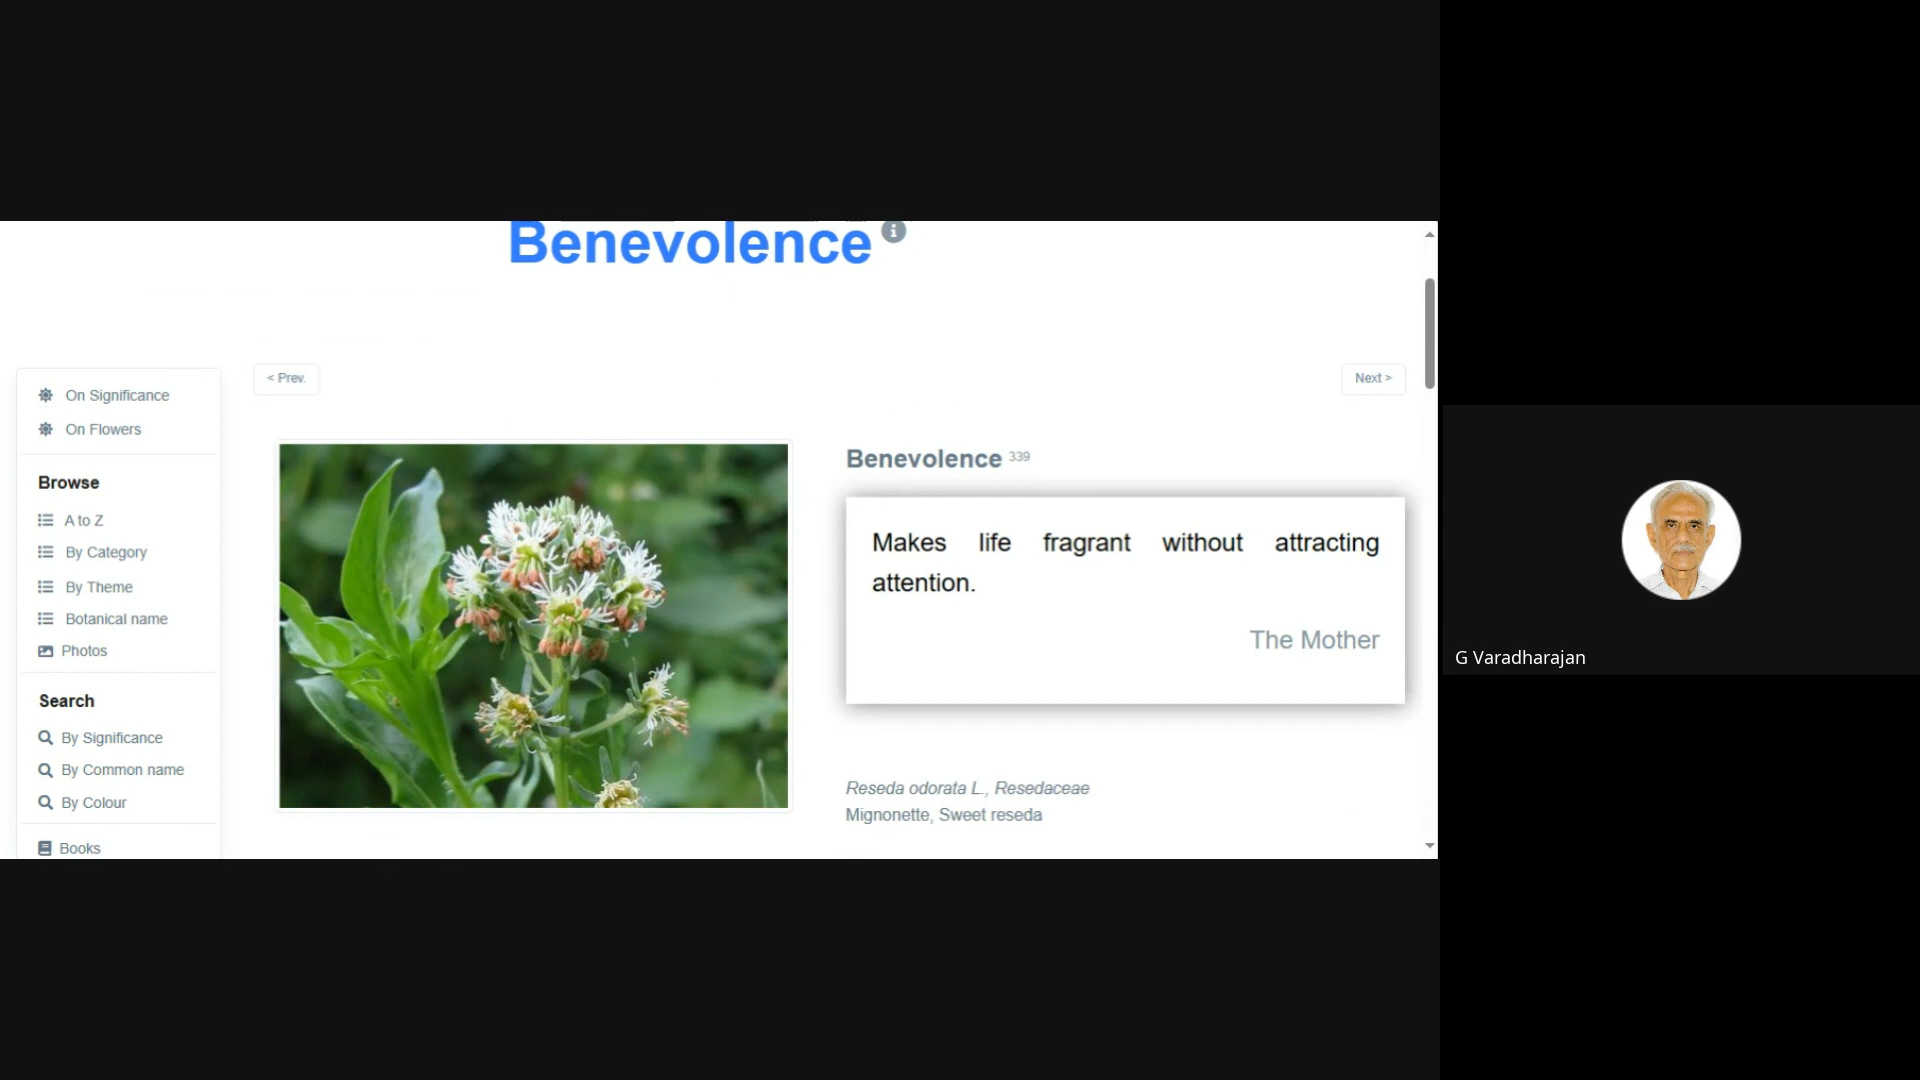 Benevolence
On Significance
On Flowers
Browse
A to Z
By Category
By Theme
Botanical name
Photos
Search
By Significance
By Common name
By Colour
Books
< Prev.
Next >
Benevolence 339
Makes life fragrant without attracting
attention.
The Mother
Reseda odorata L., Resedaceae
Mignonette, Sweet reseda
G Varadharajan